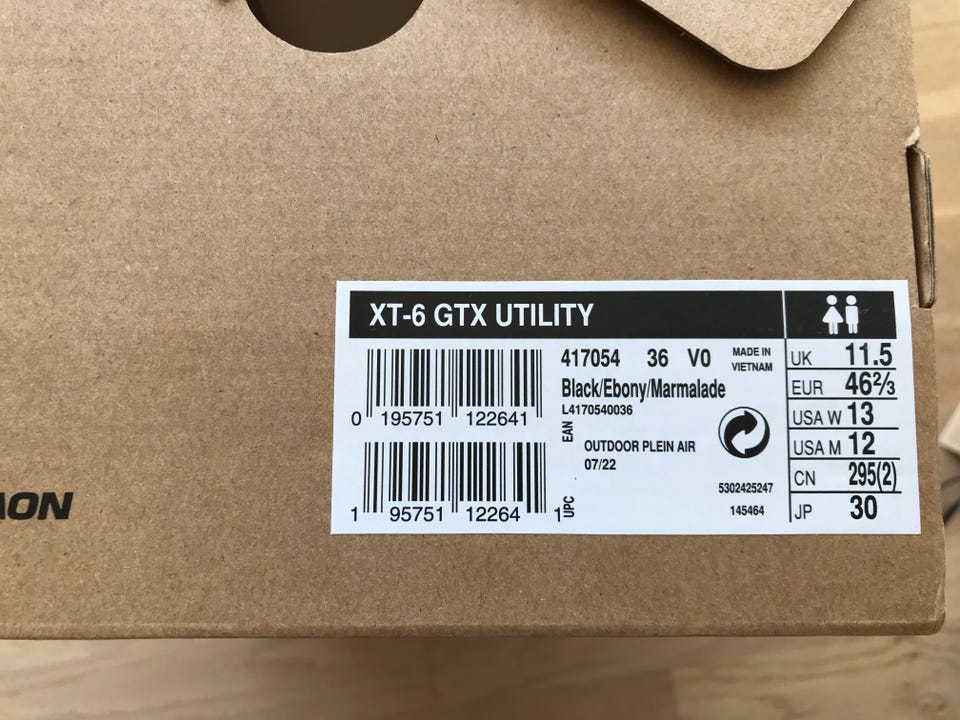 XT-6 GTX UTILITY
0 195751 122641
1 95751 12264 1
EAN
UPC
417054 36 V0
MADE IN
VIETNAM
Black/Ebony/Marmalade
L4170540036
OUTDOOR PLEIN AIR
07/22
5302425247
145464
UK 11.5
EUR 46⅔
USA W 13
USA M 12
CN 295(2)
JP 30